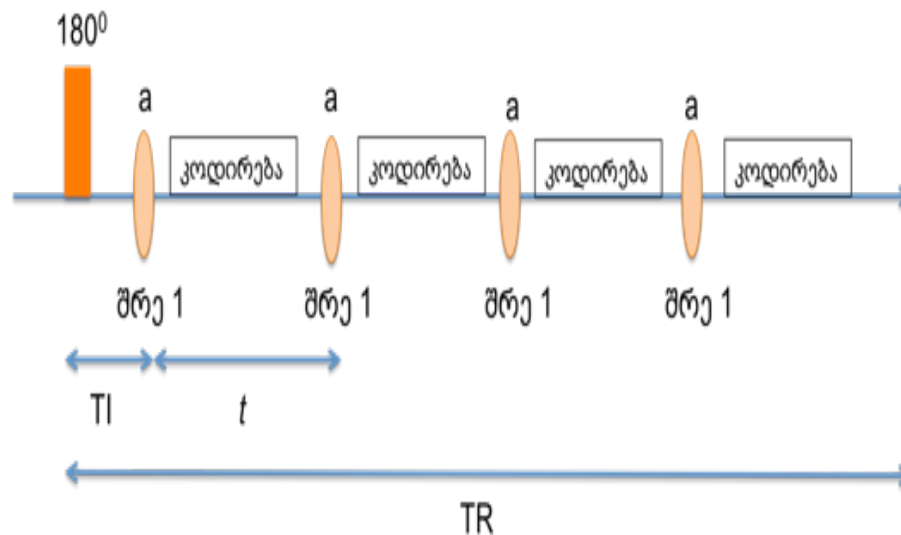 180⁰
a a a a
კოდირება კოდირება კოდირება კოდირება
შრე 1 შრე 1 შრე 1 შრე 1
TI t
TR